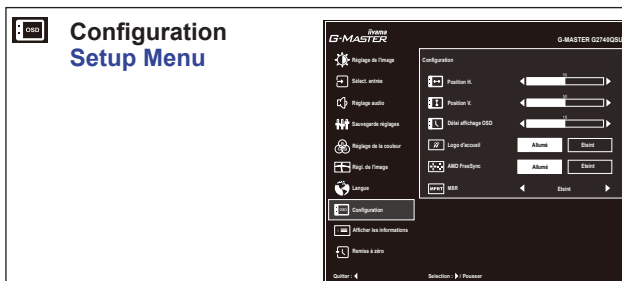 OSD
Configuration
Setup Menu
iiyama
G-MASTER
G-MASTER G2740QSU
Réglage de l'image
Sélect. entrée
Réglage audio
Sauvegarde réglages
Réglage de la couleur
Régl. de l'image
Langue
OSD
Configuration
Afficher les informations
Remise à zéro
Configuration
Position H.
50
Position V.
50
Délai affichage OSD
Logo d'accueil
Allumé
Eteint
AMD FreeSync
Allumé
Eteint
MPRT
MBR
Eteint
Quitter :
Selection : / Pousser